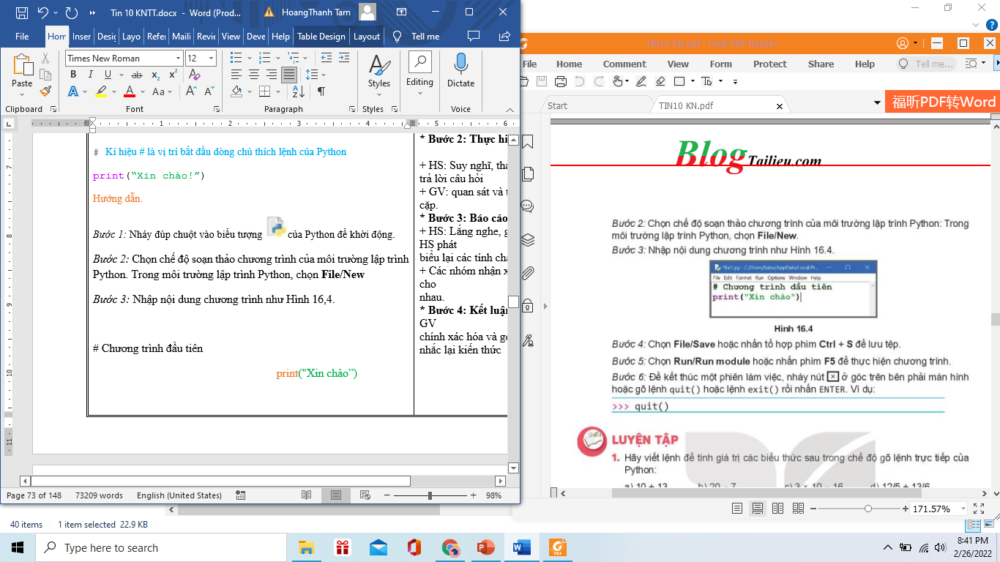 Tin 10 KNTT.docx - Word (Prod...
HoangThanh Tam
File Hom Inser Desig Layo Refer Maili Revie View Deve Help Table Design Layout Tell me
Times New Roman 12
Paste
Styles
Editing
Dictate
Clipboard Font Paragraph Styles Voice
# Kí hiệu # là vị trí bắt đầu dòng chú thích lệnh của Python
print(“Xin chào!”)
Hướng dẫn.
Bước 1: Nháy đúp chuột vào biểu tượng của Python để khởi động.
Bước 2: Chọn chế độ soạn thảo chương trình của môi trường lập trình
Python. Trong môi trường lập trình Python, chọn File/New
Bước 3: Nhập nội dung chương trình như Hình 16,4.
# Chương trình đầu tiên
print("Xin chào”)
* Bước 2: Thực hi
+ HS: Suy nghĩ, tha
trả lời câu hỏi
+ GV: quan sát và t
cặp.
* Bước 3: Báo cáo
+ HS: Lắng nghe, g
HS phát
biểu lại các tính ch
+ Các nhóm nhận x
cho
nhau.
* Bước 4: Kết luận
GV
chính xác hóa và gọ
nhắc lại kiến thức
Page 73 of 148 73209 words English (United States) 98%
40 items 1 item selected 22.9 KB
TIN10 KN.pdf - Foxit PDF Reader
File Home Comment View Form Protect Share Help Tell me...
Start TIN10 KN.pdf
福昕PDF转Word
Blog Tailieu.com
Bước 2: Chọn chế độ soạn thảo chương trình của môi trường lập trình Python: Trong
môi trường lập trình Python, chọn File/New.
Bước 3: Nhập nội dung chương trình như Hình 16.4.
File Edit Format Run Options Window Help
# Chương trình đầu tiên
print("Xin chào")
Hình 16.4
Bước 4: Chọn File/Save hoặc nhấn tổ hợp phím Ctrl + S để lưu tệp.
Bước 5: Chọn Run/Run module hoặc nhấn phím F5 để thực hiện chương trình.
Bước 6: Để kết thúc một phiên làm việc, nháy nút ở góc trên bên phải màn hình
hoặc gõ lệnh quit() hoặc lệnh exit() rồi nhấn ENTER. Ví dụ:
>>> quit()
LUYỆN TẬP
1. Hãy viết lệnh để tính giá trị các biểu thức sau trong chế độ gõ lệnh trực tiếp của
Python:
a) 10 + 13 b) 20 – 7 c) 3 × 10 – 16 d) 12/5 + 13/6
171.57%
Type here to search
8:41 PM
2/26/2022